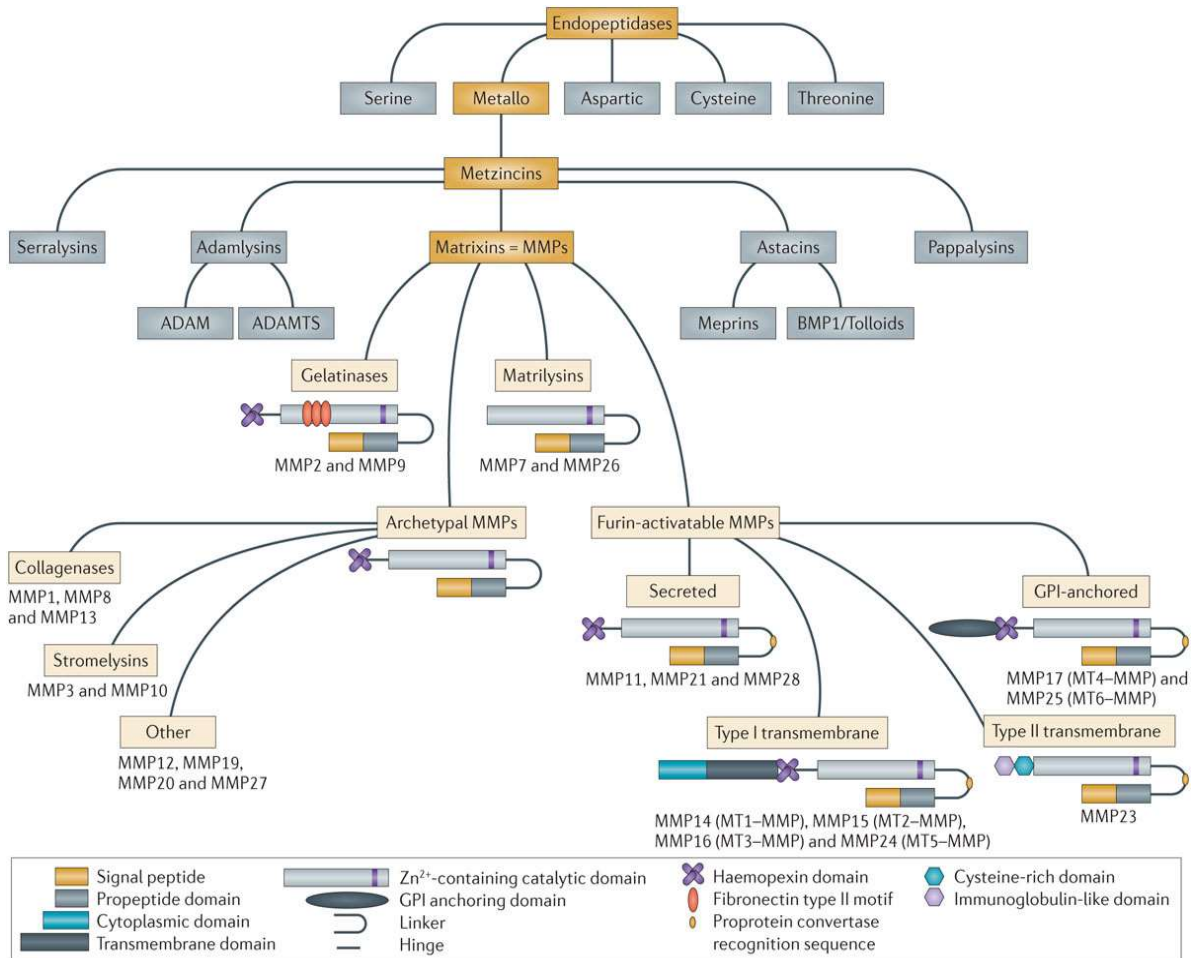 Endopeptidases
Serine
Metallo
Aspartic
Cysteine
Threonine
Metzincins
Serralysins
Adamlysins
Matrixins = MMPs
Astacins
Pappalysins
ADAM
ADAMTS
Meprins
BMP1/Tolloids
Gelatinases
MMP2 and MMP9
Matrilysins
MMP7 and MMP26
Archetypal MMPs
Furin-activatable MMPs
Collagenases
MMP1, MMP8
and MMP13
Stromelysins
MMP3 and MMP10
Other
MMP12, MMP19,
MMP20 and MMP27
Secreted
MMP11, MMP21 and MMP28
GPI-anchored
MMP17 (MT4–MMP) and
MMP25 (MT6–MMP)
Type I transmembrane
MMP14 (MT1–MMP), MMP15 (MT2–MMP),
MMP16 (MT3–MMP) and MMP24 (MT5–MMP)
Type II transmembrane
MMP23
Signal peptide
Propeptide domain
Cytoplasmic domain
Transmembrane domain
Zn2+-containing catalytic domain
GPI anchoring domain
Linker
Hinge
Haemopexin domain
Fibronectin type II motif
Proprotein convertase
recognition sequence
Cysteine-rich domain
Immunoglobulin-like domain